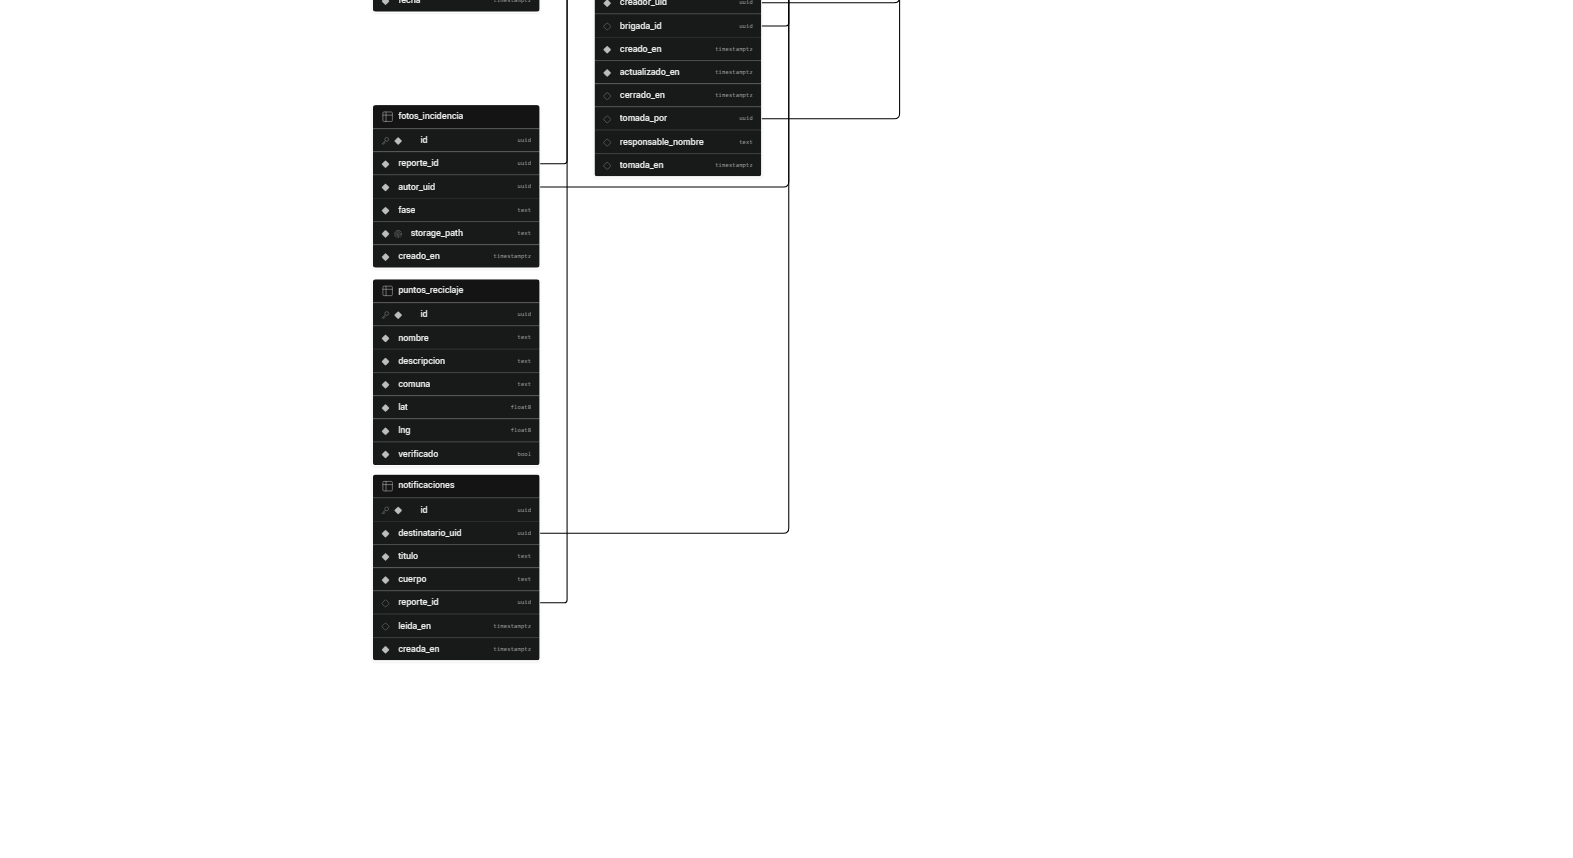 fecha timestamptz
creador_uid uuid
brigada_id uuid
creado_en timestamptz
actualizado_en timestamptz
cerrado_en timestamptz
tomada_por uuid
responsable_nombre text
tomada_en timestamptz
fotos_incidencia
id uuid
reporte_id uuid
autor_uid uuid
fase text
storage_path text
creado_en timestamptz
puntos_reciclaje
id uuid
nombre text
descripcion text
comuna text
lat float8
lng float8
verificado bool
notificaciones
id uuid
destinatario_uid uuid
titulo text
cuerpo text
reporte_id uuid
leida_en timestamptz
creada_en timestamptz